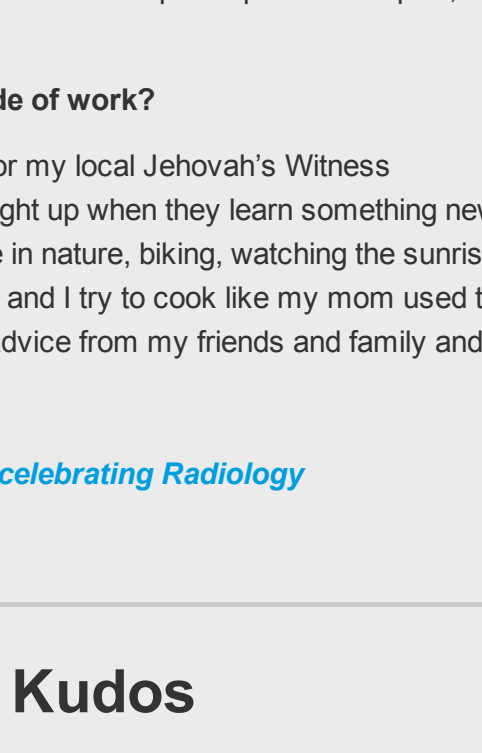 de of work?
or my local Jehovah's Witness
ght up when they learn something new
e in nature, biking, watching the sunris
and I try to cook like my mom used t
dvice from my friends and family and
celebrating Radiology
Kudos